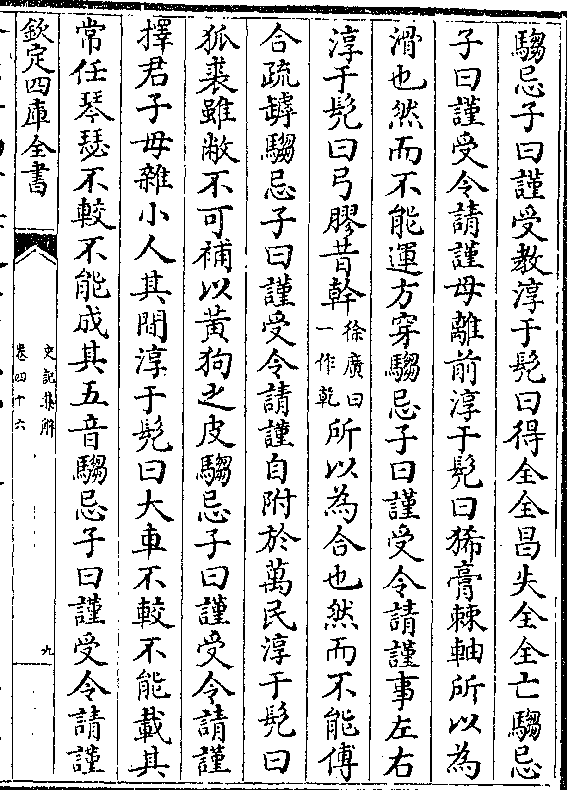 騶忌子曰謹受教淳于髠曰得全全昌失全全亡騶忌
子曰謹受令請謹毋離前淳于髠曰狶膏棘軸所以為
滑也然而不能運方穿騶忌子曰謹受令請謹事左右
淳于髠曰弓膠昔幹徐廣曰一作乾所以為合也然而不能傅
合疏罅騶忌子曰謹受令請謹自附於萬民淳于髠曰
狐裘雖敝不可補以黄狗之皮騶忌子曰謹受令請謹
擇君子毋雜小人其間淳于髠曰大車不較不能載其
常任琴瑟不較不能成其五音騶忌子曰謹受令請謹
欽定四庫全書
史記集解
卷四十六
九